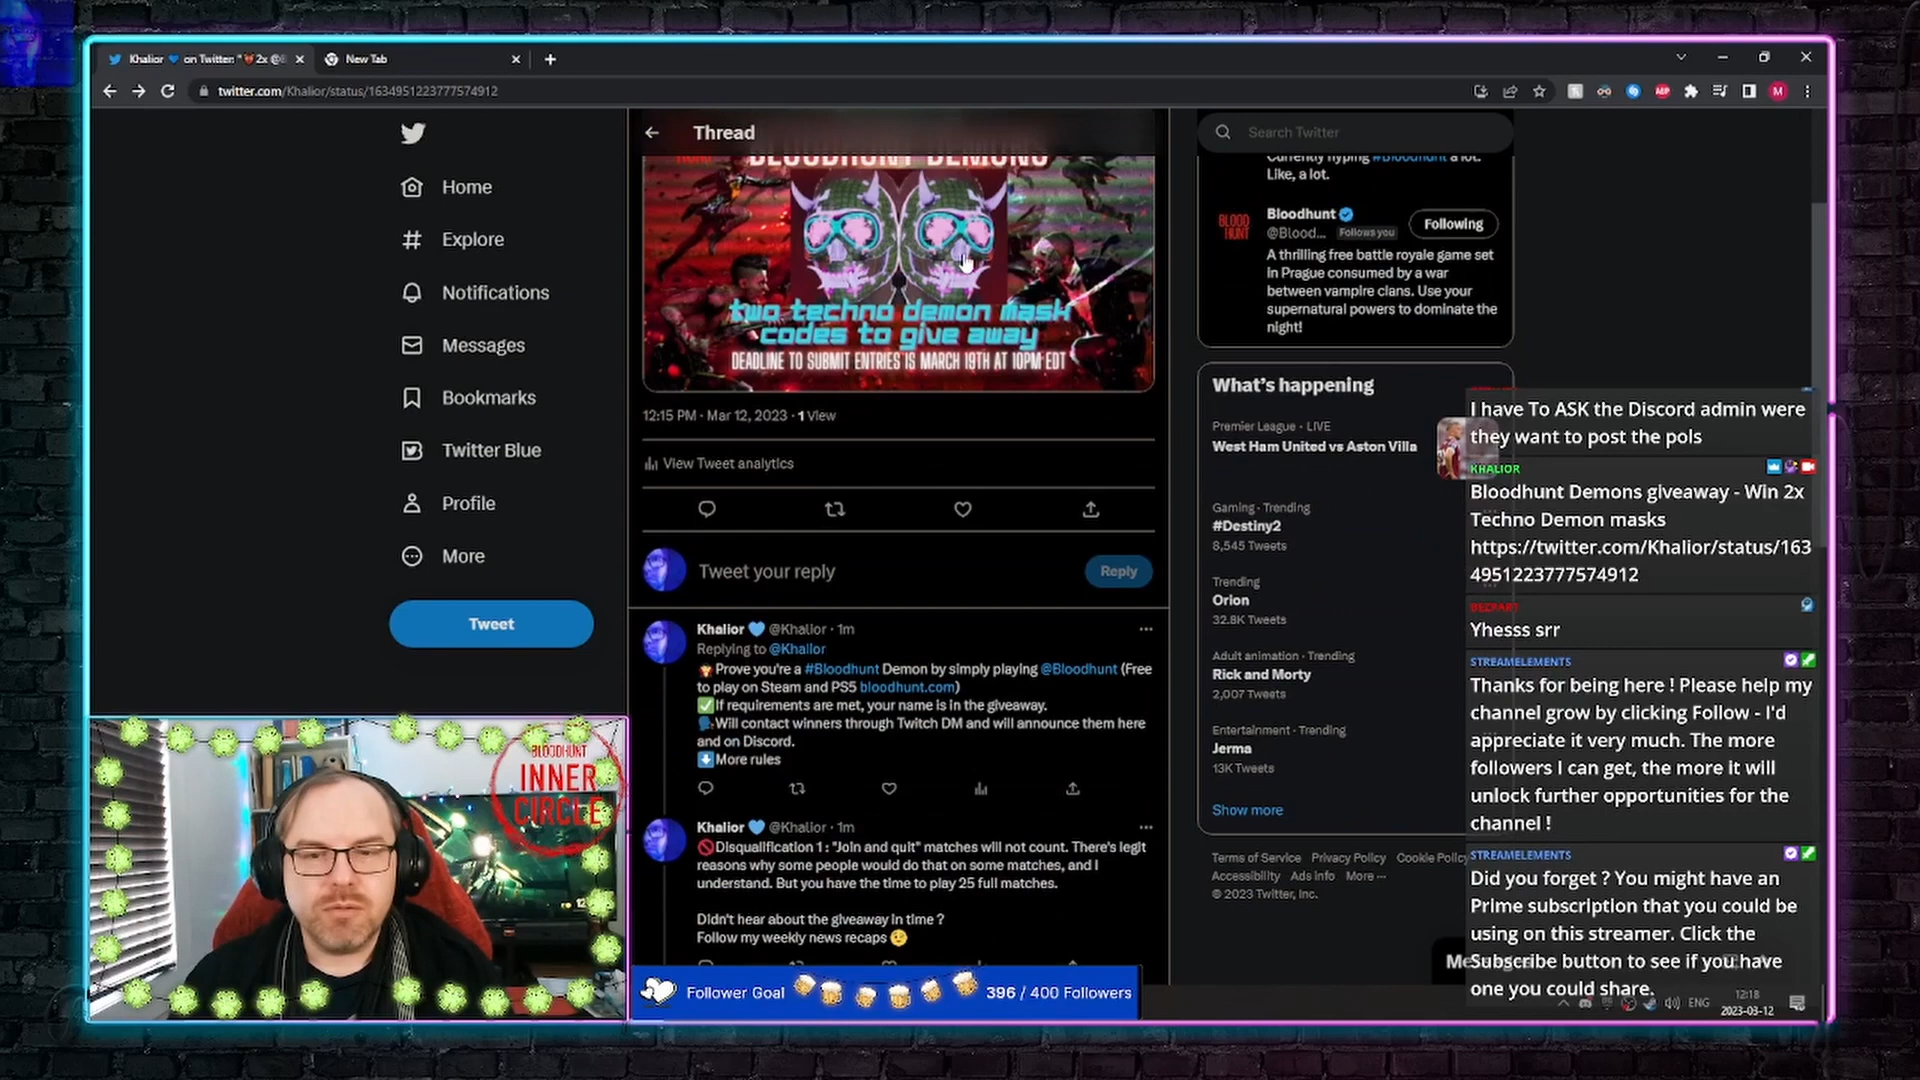 Khalior 💙 on Twitter: "👹2x @B
New Tab
twitter.com/Khalior/status/1634951223777574912
Home
Explore
Notifications
Messages
Bookmarks
Twitter Blue
Profile
More
Tweet
Thread
BLOODHUNT DEMONS
two techno demon mask
codes to give away
DEADLINE TO SUBMIT ENTRIES IS MARCH 19TH AT 10PM EDT
12:15 PM · Mar 12, 2023 · 1 View
View Tweet analytics
Tweet your reply
Reply
Khalior 💙 @Khalior · 1m
Replying to @Khalior
Prove you're a #Bloodhunt Demon by simply playing @Bloodhunt (Free
to play on Steam and PS5 bloodhunt.com)
✅If requirements are met, your name is in the giveaway.
🗣️Will contact winners through Twitch DM and will announce them here
and on Discord.
⬇️More rules
Khalior 💙 @Khalior · 1m
🚫Disqualification 1 : "Join and quit" matches will not count. There's legit
reasons why some people would do that on some matches, and I
understand. But you have the time to play 25 full matches.
Didn't hear about the giveaway in time ?
Follow my weekly news recaps 😉
Search Twitter
Currently hyping #Bloodhunt a lot.
Like, a lot.
BLOOD
HUNT
Bloodhunt
@Blood... Follows you
Following
A thrilling free battle royale game set
in Prague consumed by a war
between vampire clans. Use your
supernatural powers to dominate the
night!
What's happening
Premier League · LIVE
West Ham United vs Aston Villa
Gaming · Trending
#Destiny2
8,545 Tweets
Trending
Orion
32.8K Tweets
Adult animation · Trending
Rick and Morty
2,007 Tweets
Entertainment · Trending
Jerma
13K Tweets
Show more
Terms of Service Privacy Policy Cookie Policy
Accessibility Ads info More ···
© 2023 Twitter, Inc.
I have To ASK the Discord admin were
they want to post the pols
KHALIOR
Bloodhunt Demons giveaway - Win 2x
Techno Demon masks
https://twitter.com/Khalior/status/163
4951223777574912
Yhesss srr
STREAMELEMENTS
Thanks for being here ! Please help my
channel grow by clicking Follow - I'd
appreciate it very much. The more
followers I can get, the more it will
unlock further opportunities for the
channel !
STREAMELEMENTS
Did you forget ? You might have an
Prime subscription that you could be
using on this streamer. Click the
Subscribe button to see if you have
one you could share.
BLOODHUNT
INNER
CIRCLE
Follower Goal
396 / 400 Followers
ENG
12:18
2023-03-12